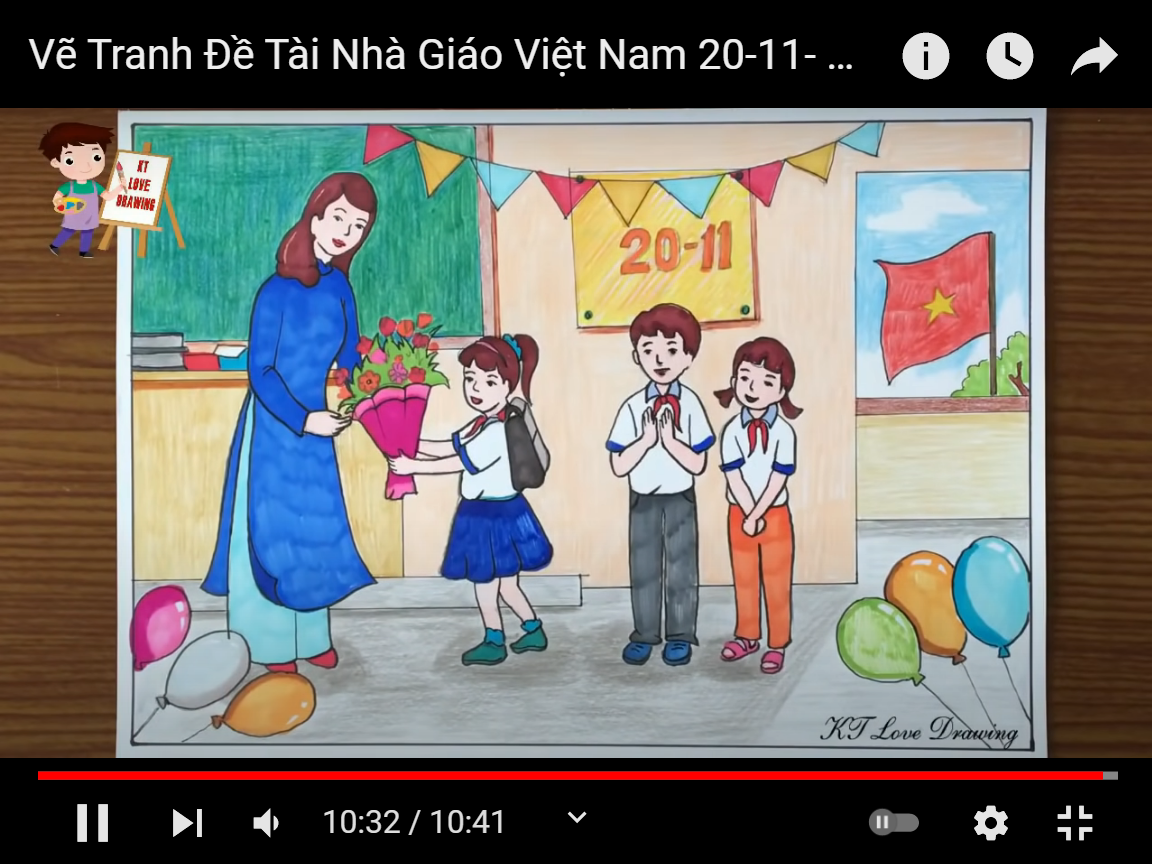 Vẽ Tranh Đề Tài Nhà Giáo Việt Nam 20-11- ...
KT
LOVE
DRAWING
20-11
KT Love Drawing
10:32 / 10:41